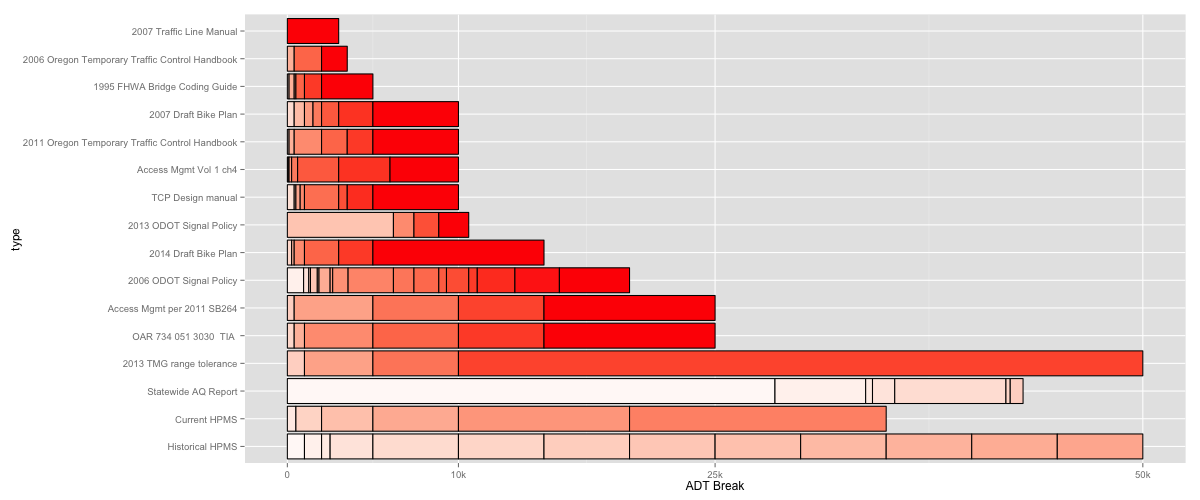 2007 Traffic Line Manual
2006 Oregon Temporary Traffic Control Handbook
1995 FHWA Bridge Coding Guide
2007 Draft Bike Plan
2011 Oregon Temporary Traffic Control Handbook
Access Mgmt Vol 1 ch4
TCP Design manual
2013 ODOT Signal Policy
2014 Draft Bike Plan
2006 ODOT Signal Policy
Access Mgmt per 2011 SB264
OAR 734 051 3030 TIA
2013 TMG range tolerance
Statewide AQ Report
Current HPMS
Historical HPMS
type
0 10k 25k 50k
ADT Break